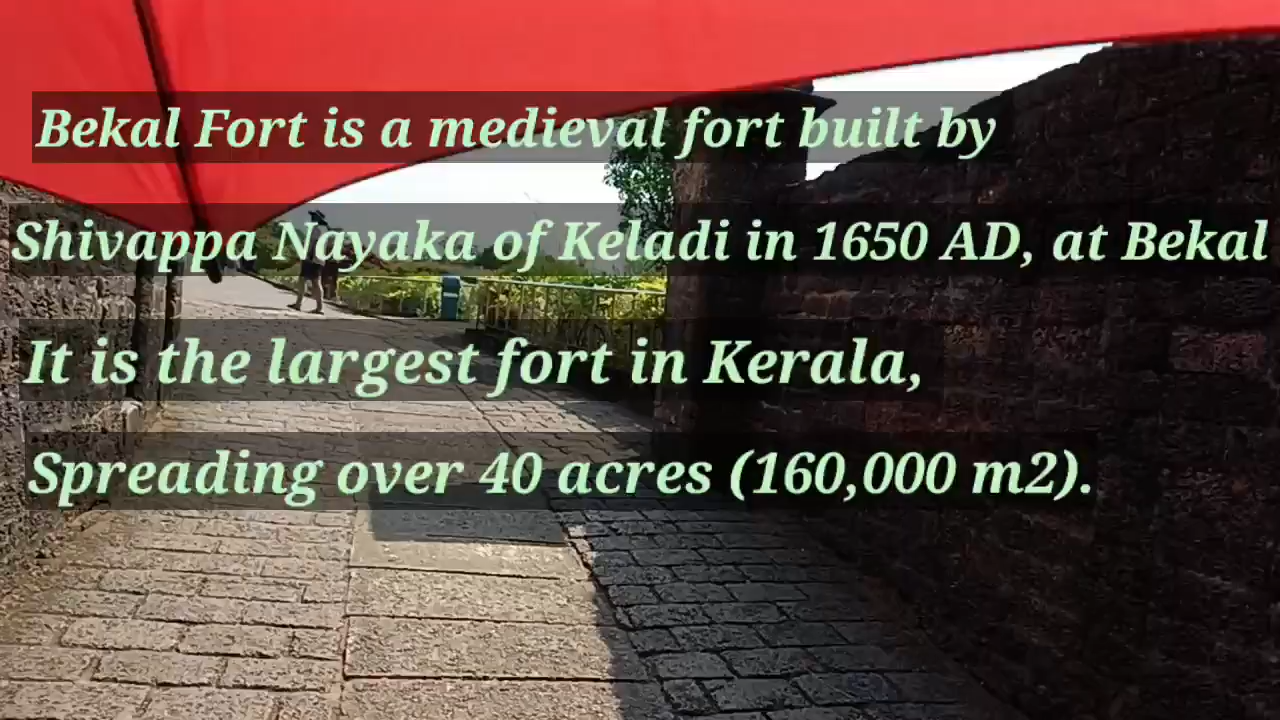 Bekal Fort is a medieval fort built by
Shivappa Nayaka of Keladi in 1650 AD, at Bekal
It is the largest fort in Kerala,
Spreading over 40 acres (160,000 m2).